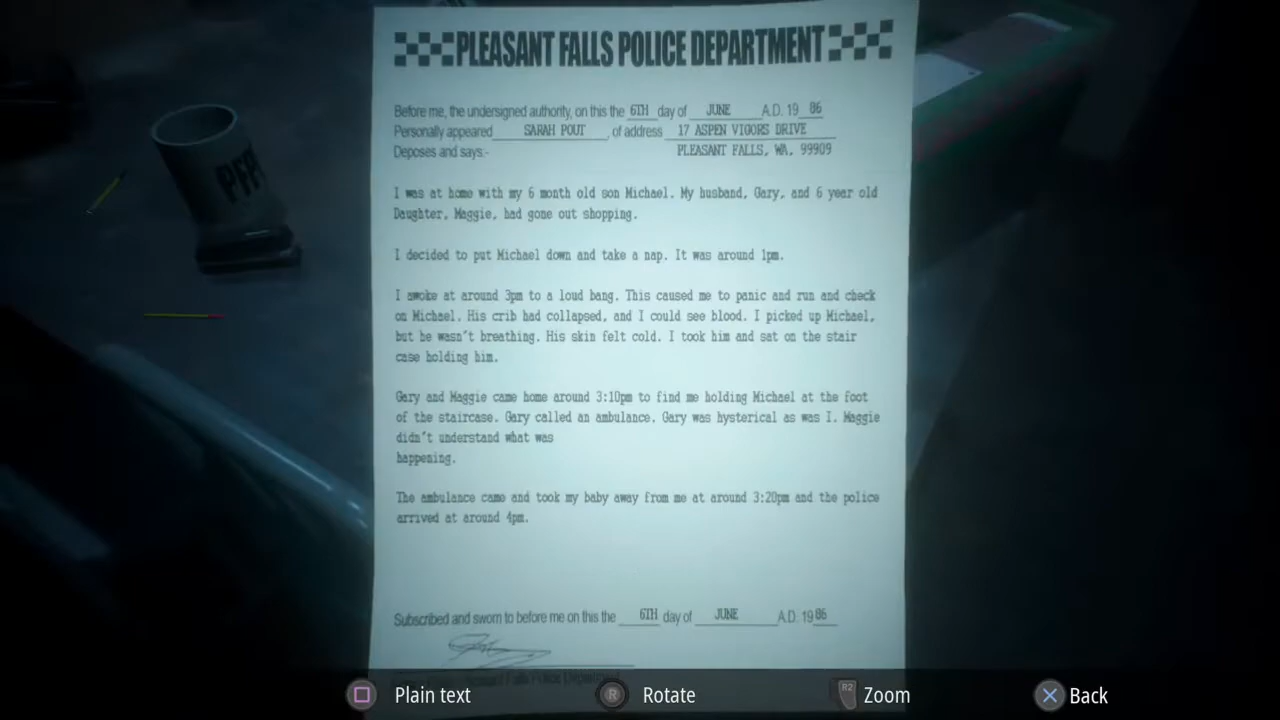 PLEASANT FALLS POLICE DEPARTMENT
Before me, the undersigned authority, on this the 6TH day of JUNE A.D. 19 86
Personally appeared SARAH POUT, of address 17 ASPEN VIGORS DRIVE
Deposes and says:- PLEASANT FALLS, WA, 99909
I was at home with my 6 month old son Michael. My husband, Gary, and 6 year old
Daughter, Maggie, had gone out shopping.
I decided to put Michael down and take a nap. It was around 1pm.
I awoke at around 3pm to a loud bang. This caused me to panic and run and check
on Michael. His crib had collapsed, and I could see blood. I picked up Michael,
but he wasn't breathing. His skin felt cold. I took him and sat on the stair
case holding him.
Gary and Maggie came home around 3:10pm to find me holding Michael at the foot
of the staircase. Gary called an ambulance. Gary was hysterical as was I. Maggie
didn't understand what was
happening.
The ambulance came and took my baby away from me at around 3:20pm and the police
arrived at around 4pm.
Subscribed and sworn to before me on this the 6TH day of JUNE A.D. 19 86
Falls Police Department
PFPD
Plain text
R Rotate
R2 Zoom
Back